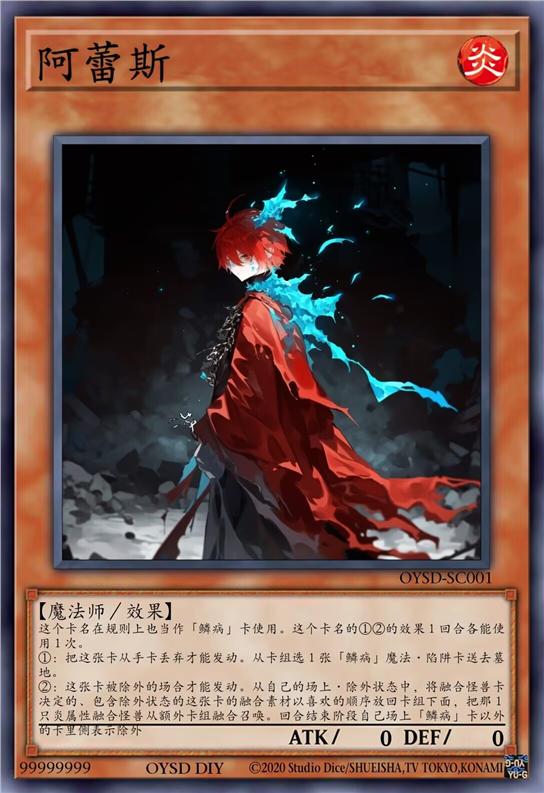 阿蕾斯
炎
OYSD-SC001
【魔法师／效果】
这个卡名在规则上也当作「鳞病」卡使用。这个卡名的①②的效果1回合各能使
用1次。
①：把这张卡从手卡丢弃才能发动。从卡组选1张「鳞病」魔法·陷阱卡送去墓
地。
②：这张卡被除外的场合才能发动。从自己的场上·除外状态中，将融合怪兽卡
决定的，包含除外状态的这张卡的融合素材以喜欢的顺序放回卡组下面，把那1
只炎属性融合怪兽从额外卡组融合召唤。回合结束阶段自己场上「鳞病」卡以外
的卡里侧表示除外
ATK/ 0 DEF/ 0
99999999 OYSD DIY ©2020 Studio Dice/SHUEISHA,TV TOKYO,KONAMI